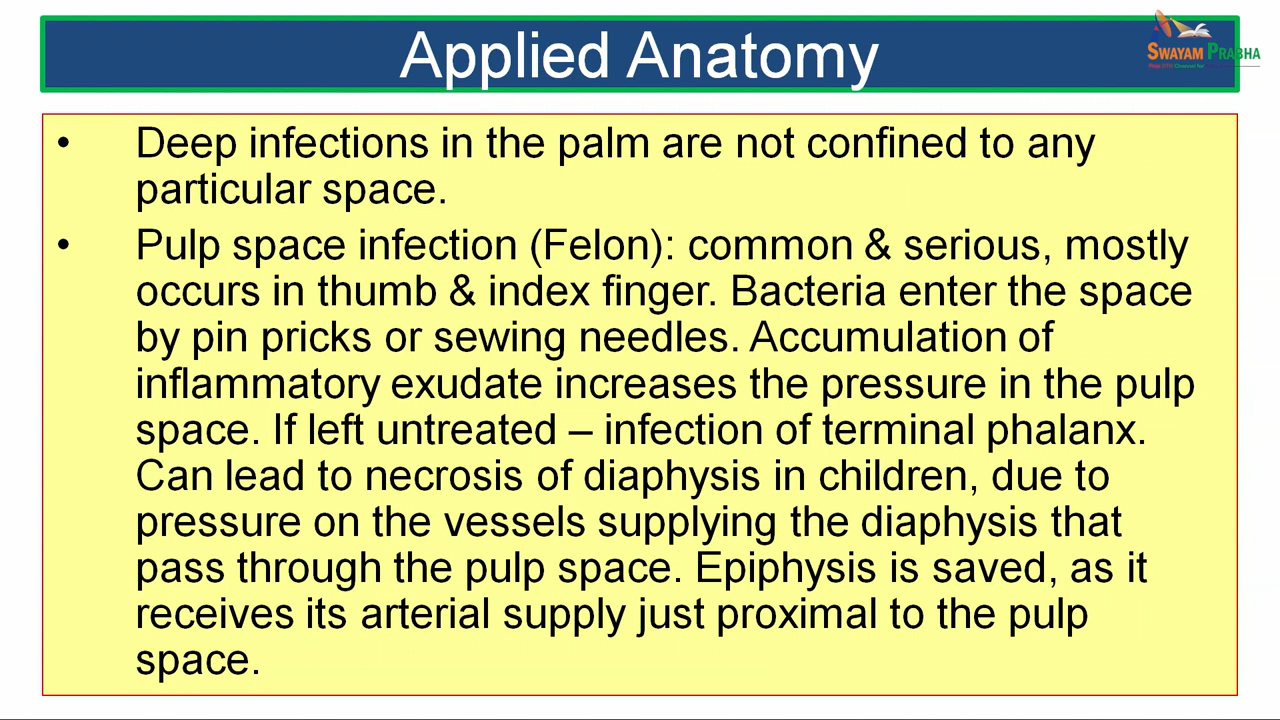 Applied Anatomy
SWAYAM PRABHA
• Deep infections in the palm are not confined to any
particular space.
• Pulp space infection (Felon): common & serious, mostly
occurs in thumb & index finger. Bacteria enter the space
by pin pricks or sewing needles. Accumulation of
inflammatory exudate increases the pressure in the pulp
space. If left untreated – infection of terminal phalanx.
Can lead to necrosis of diaphysis in children, due to
pressure on the vessels supplying the diaphysis that
pass through the pulp space. Epiphysis is saved, as it
receives its arterial supply just proximal to the pulp
space.